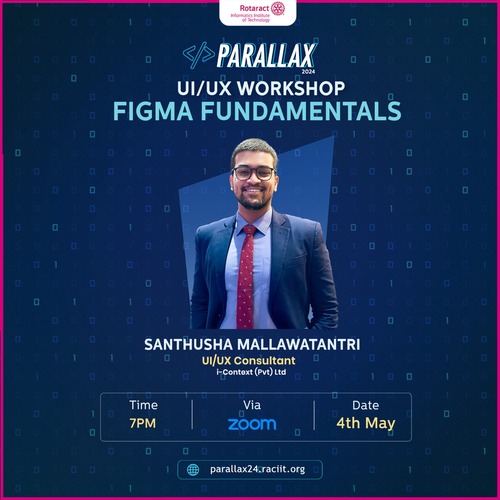 Rotaract
Informatics Institute
of Technology
</> PARALLAX
2024
UI/UX WORKSHOP
FIGMA FUNDAMENTALS
SANTHUSHA MALLAWATANTRI
UI/UX Consultant
i-Context (Pvt) Ltd
Time
7PM
Via
zoom
Date
4th May
parallax24.raciit.org